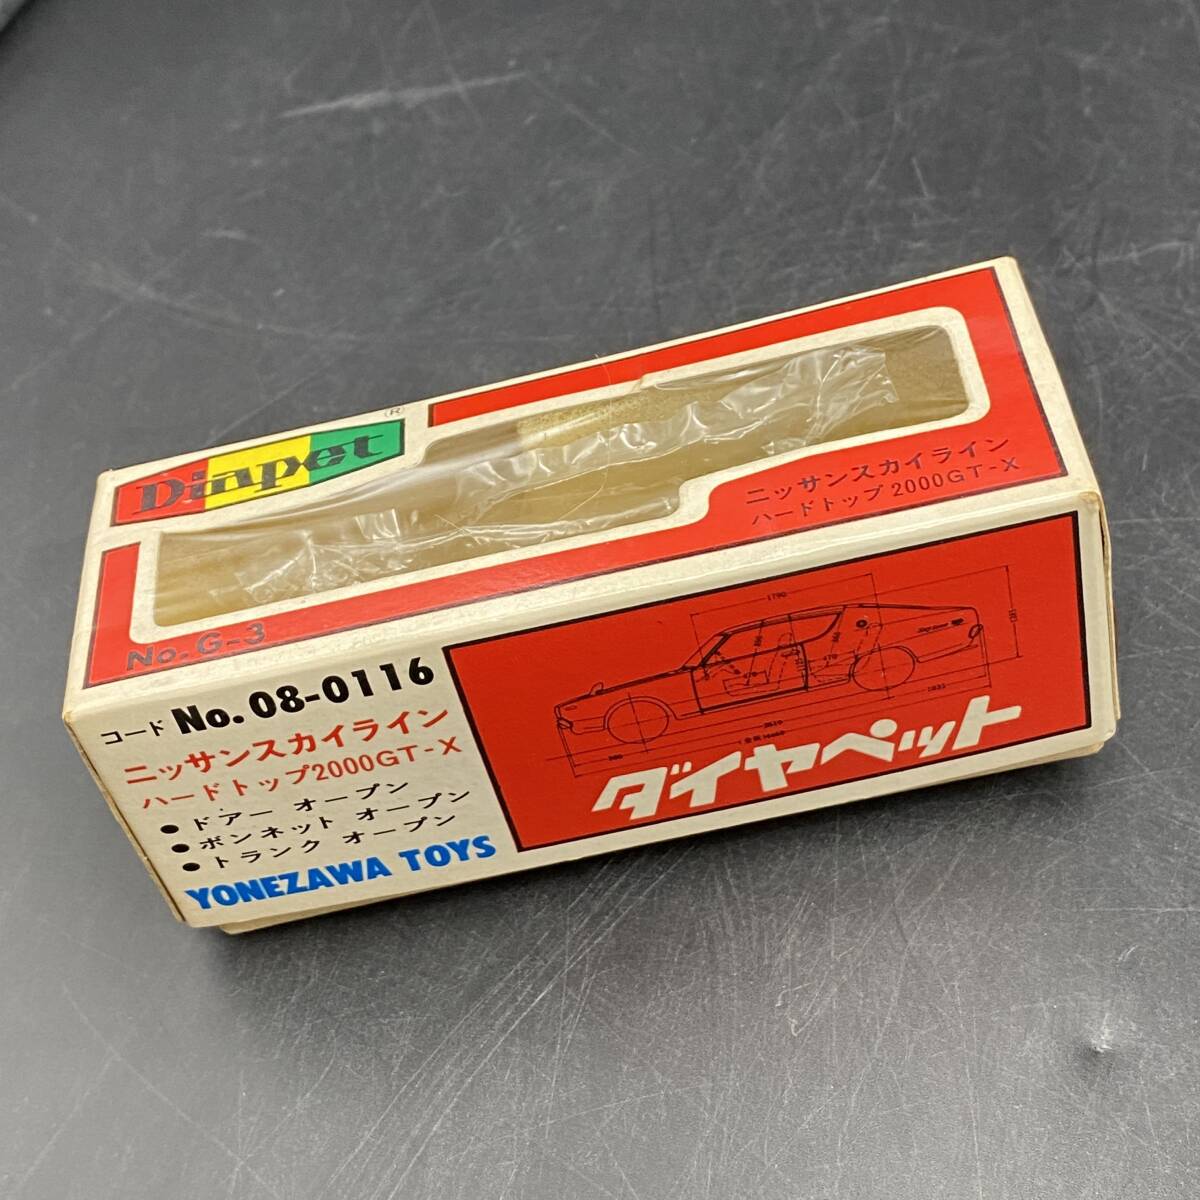 Diapet
®
ニッサンスカイライン
ハードトップ2000GT-X
No. G-3
コード No. 08-0116
ニッサンスカイライン
ハードトップ2000GT-X
● ドアー オープン
● ボンネット オープン
● トランク オープン
YONEZAWA TOYS
1790
ダイヤペット